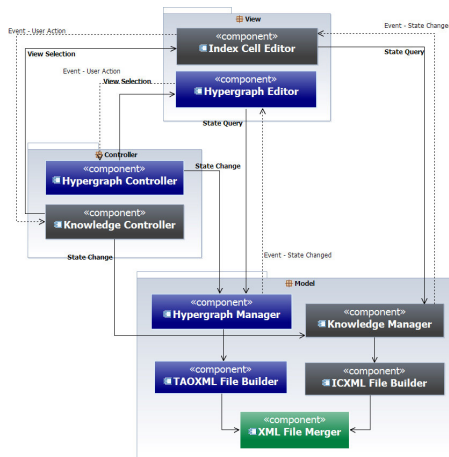 View
Event - User Action
Event - State Changed
«component»
Index Cell Editor
View Selection
State Query
Event - User Action
«component»
View Selection
Hypergraph Editor
State Query
Controller
State Change
«component»
Hypergraph Controller
«component»
Knowledge Controller
State Change
Event - State Changed
Model
«component»
Hypergraph Manager
«component»
Knowledge Manager
«component»
TAOXML File Builder
«component»
ICXML File Builder
«component»
XML File Merger